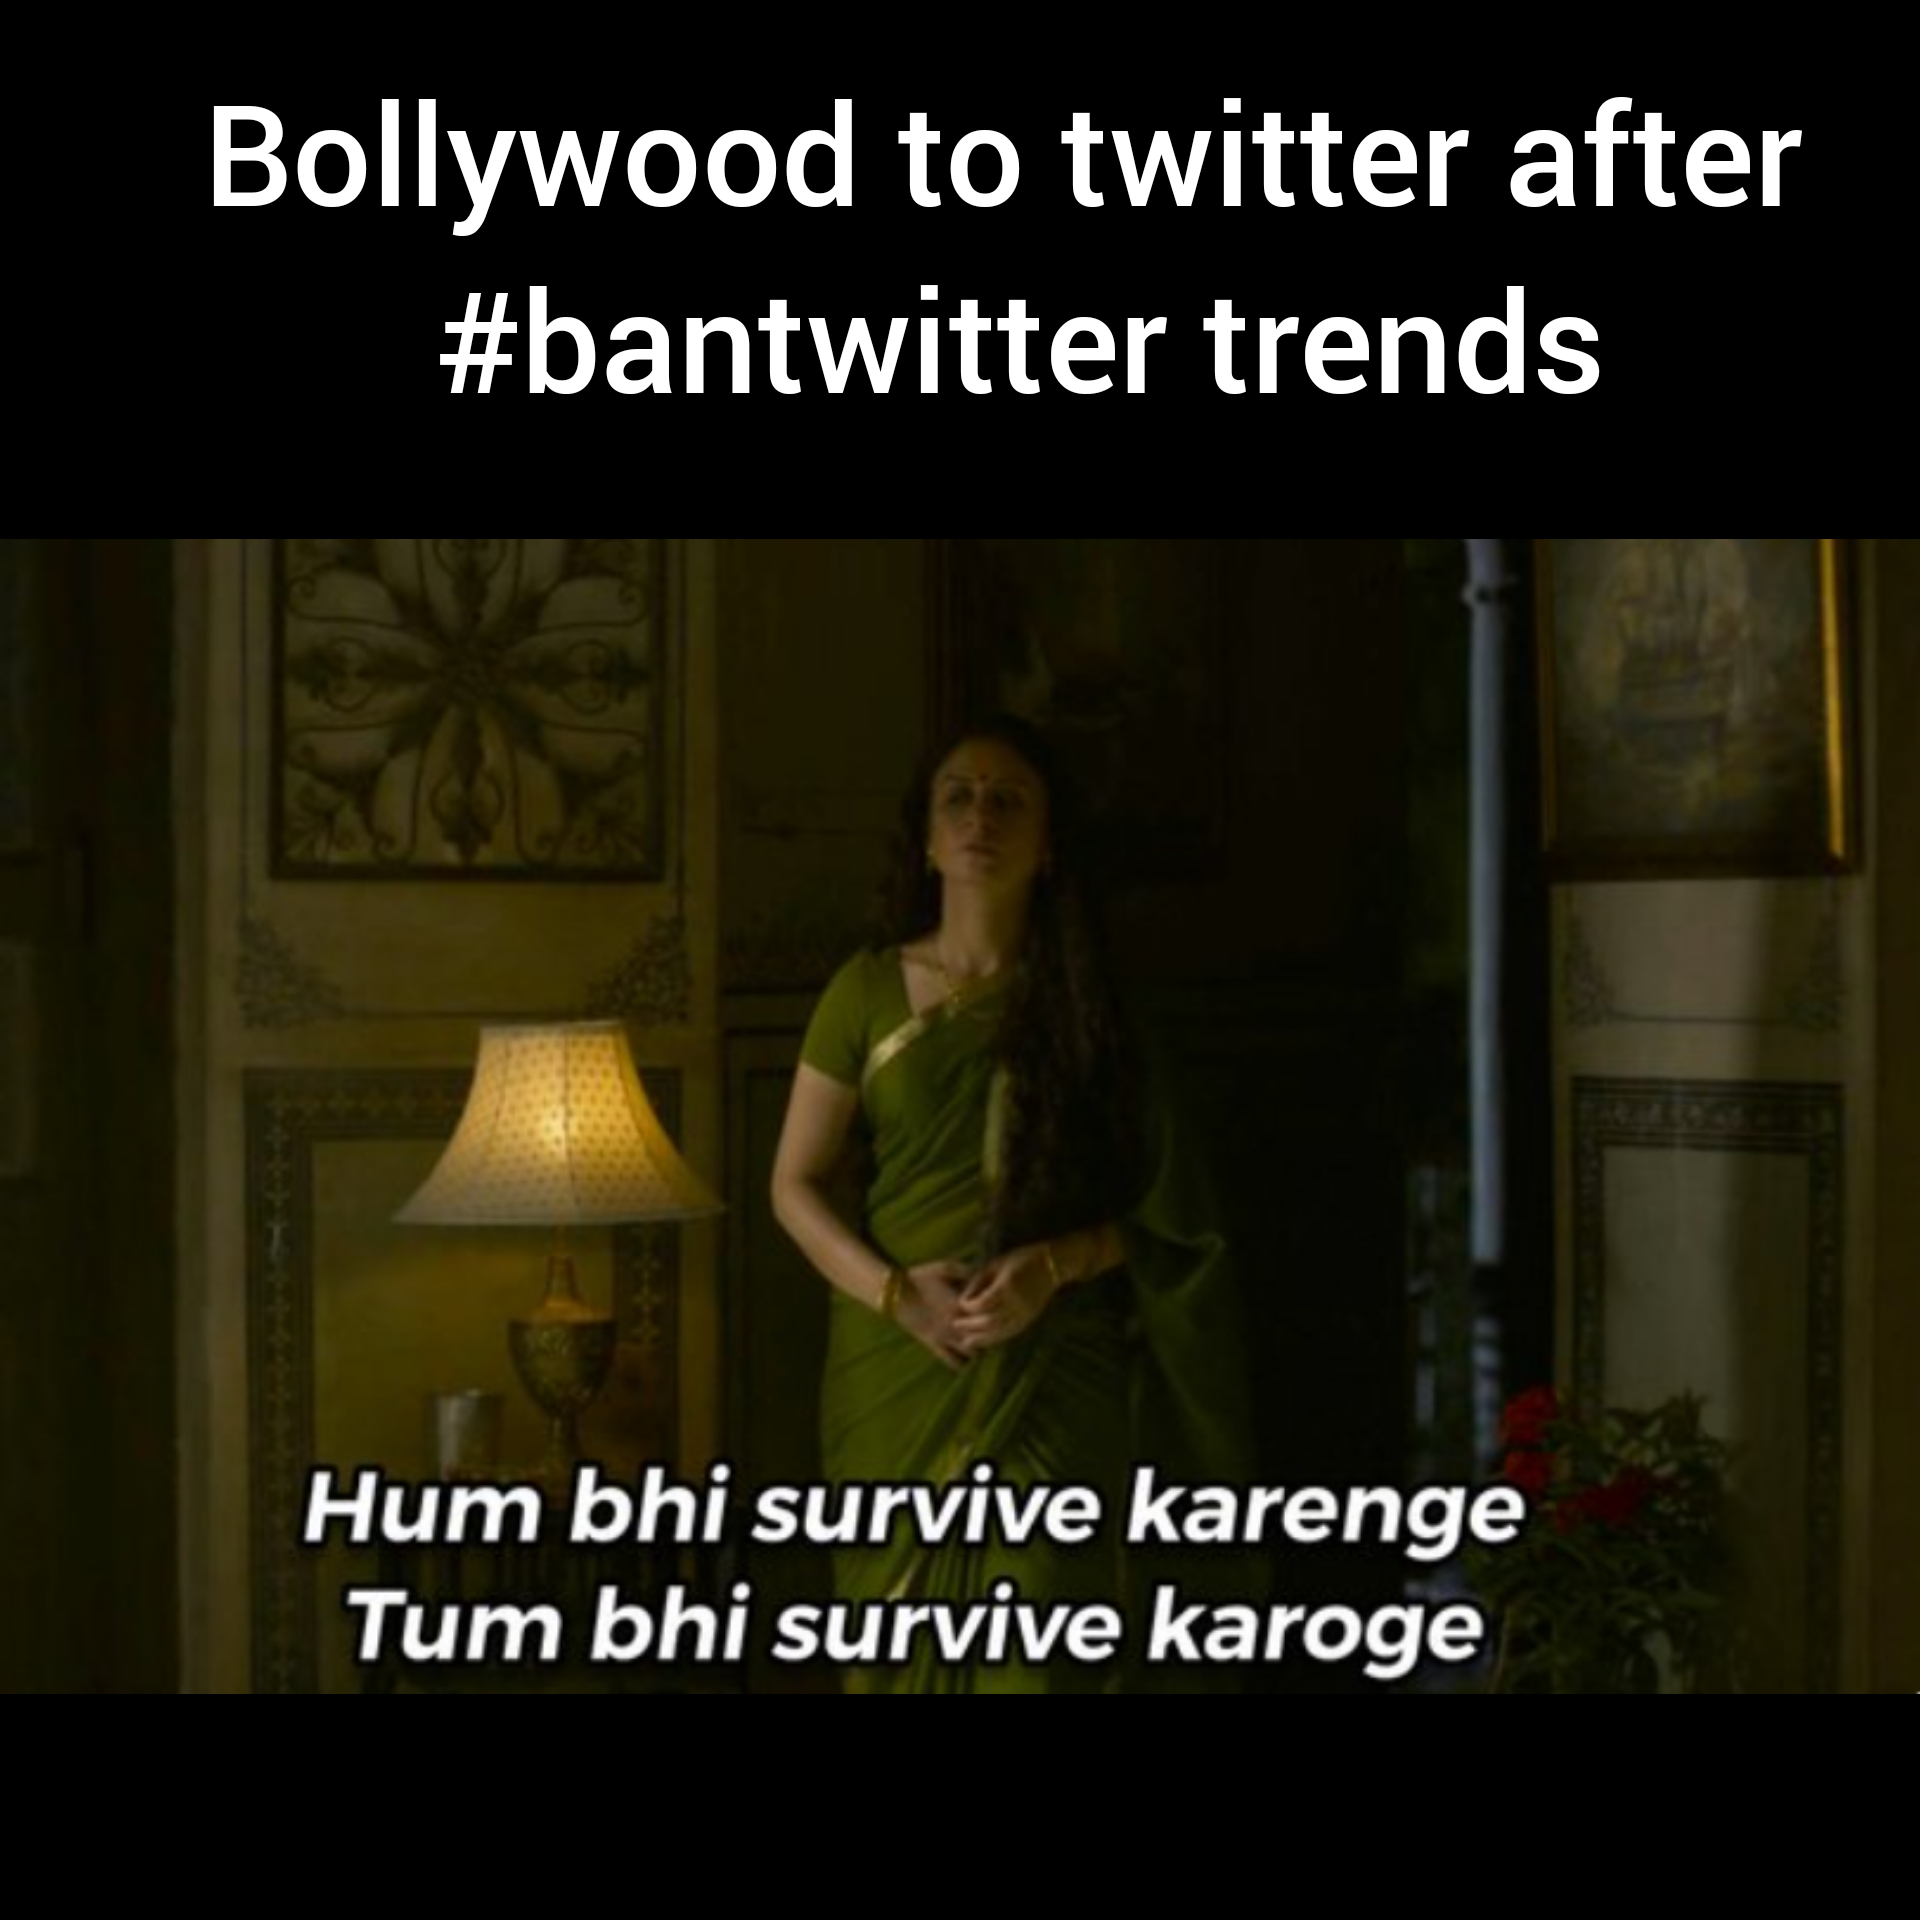 Bollywood to twitter after
#bantwitter trends
Hum bhi survive karenge
Tum bhi survive karoge